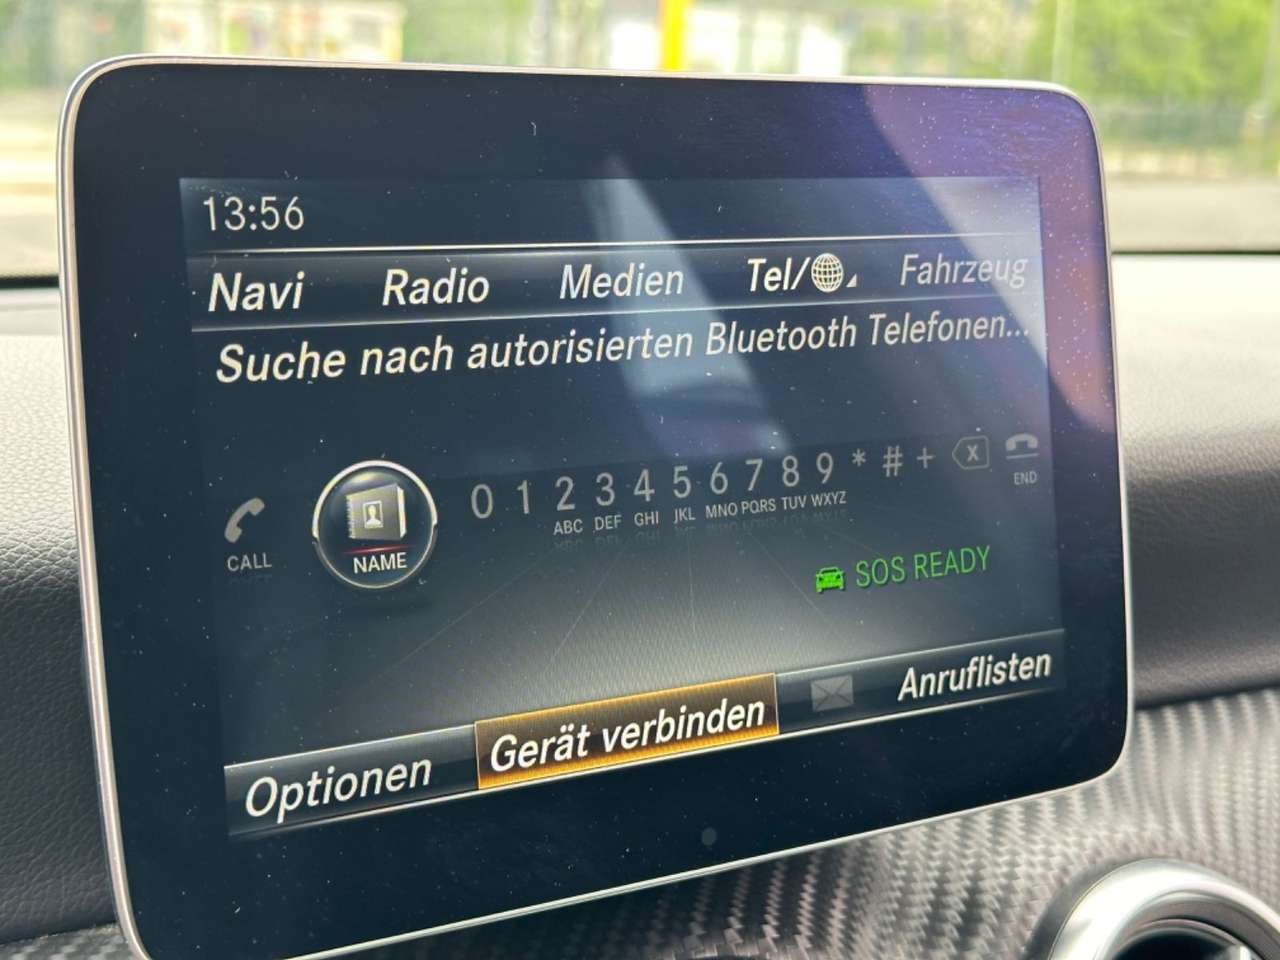 13:56
Navi Radio Medien Tel/ Fahrzeug
Suche nach autorisierten Bluetooth Telefonen...
0 1 2 3 4 5 6 7 8 9 * # + X
ABC DEF GHI JKL MNO PQRS TUV WXYZ
CALL NAME END
SOS READY
Optionen Gerät verbinden Anruflisten